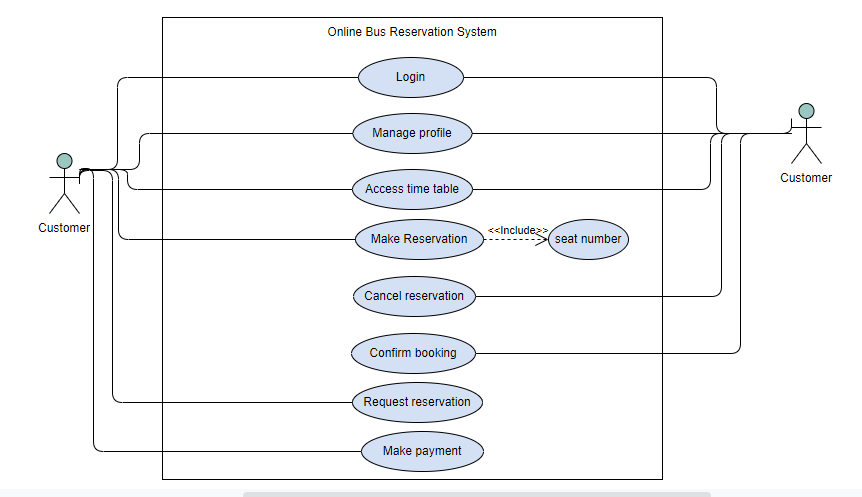 Online Bus Reservation System
Login
Manage profile
Access time table
Make Reservation
<<Include>>
seat number
Cancel reservation
Confirm booking
Request reservation
Make payment
Customer
Customer